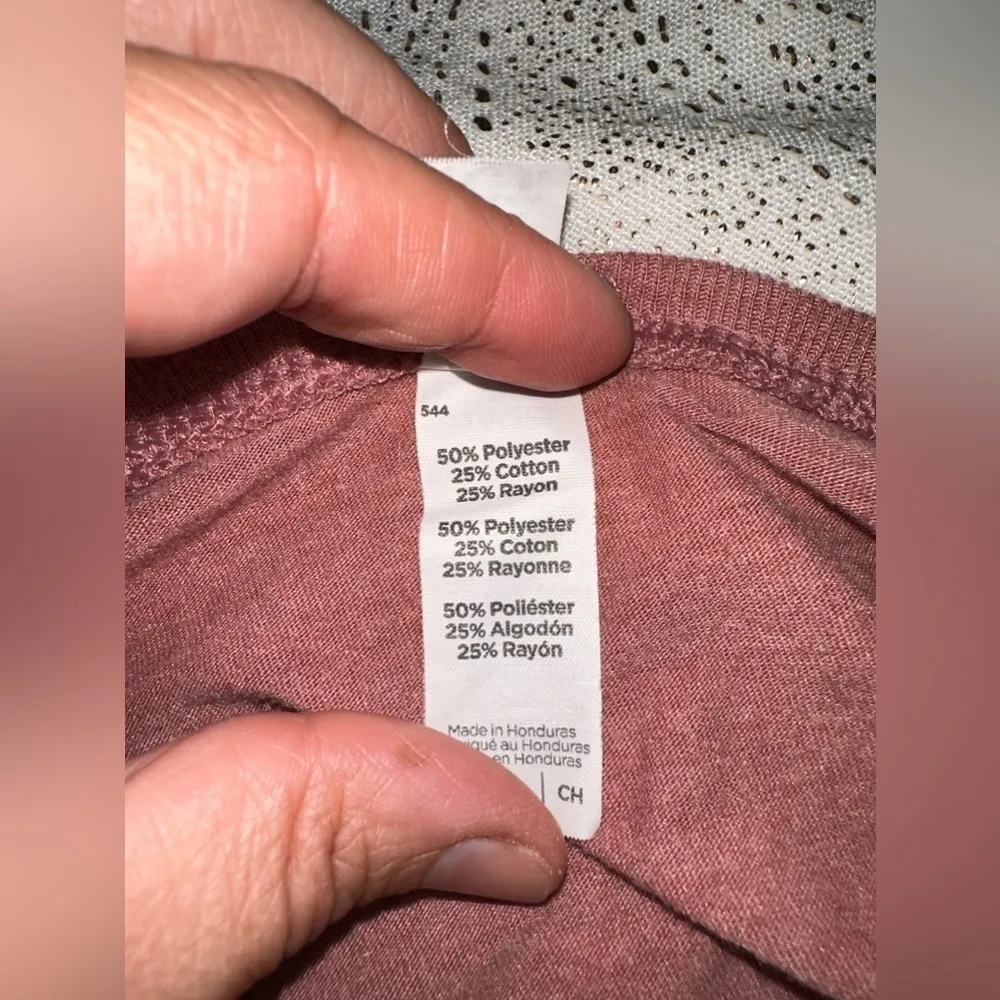 544
50% Polyester
25% Cotton
25% Rayon
50% Polyester
25% Coton
25% Rayonne
50% Poliéster
25% Algodón
25% Rayón
Made in Honduras
au Honduras
en Honduras
CH